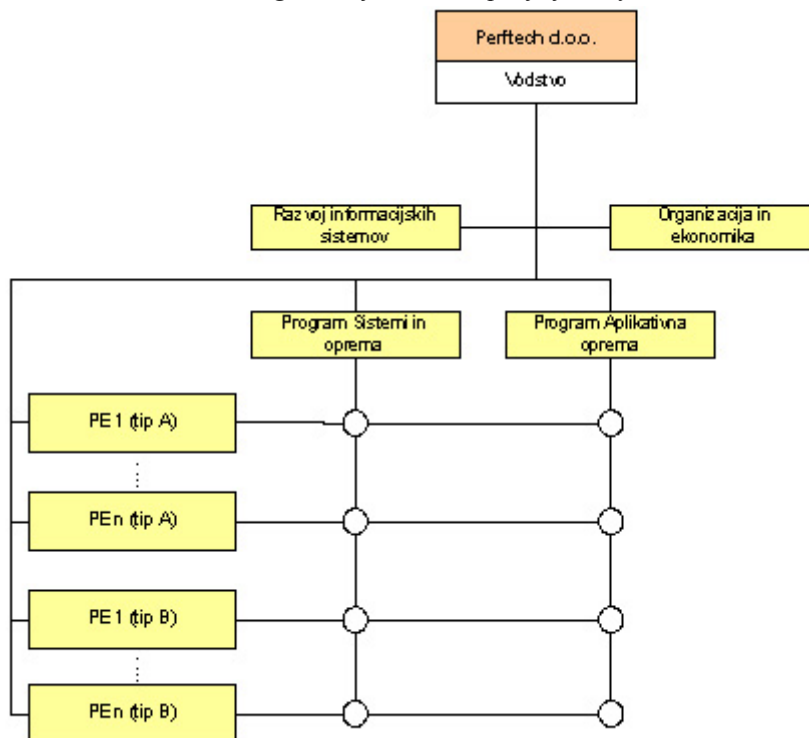 Perftech d.o.o.
Vodstvo
Razvoj informacijskih
sistemov
Organizacija in
ekonomika
Program Sistemi in
oprema
Program Aplikativna
oprema
PE1 (tip A)
PEn (tip A)
PE1 (tip B)
PEn (tip B)